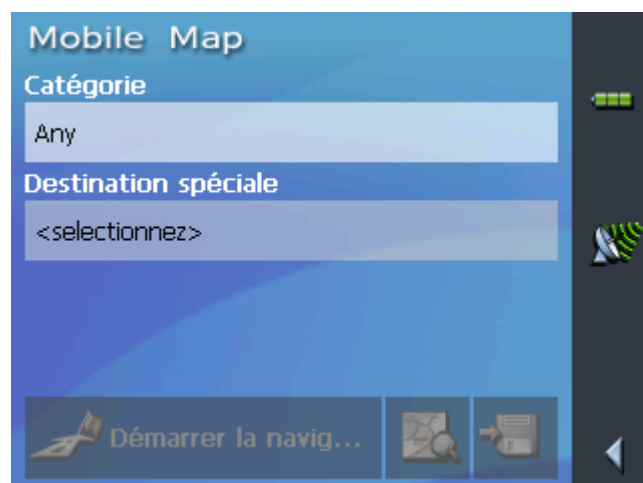 Mobile Map
Catégorie
Any
Destination spéciale
<selectionnez>
Démarrer la navig...